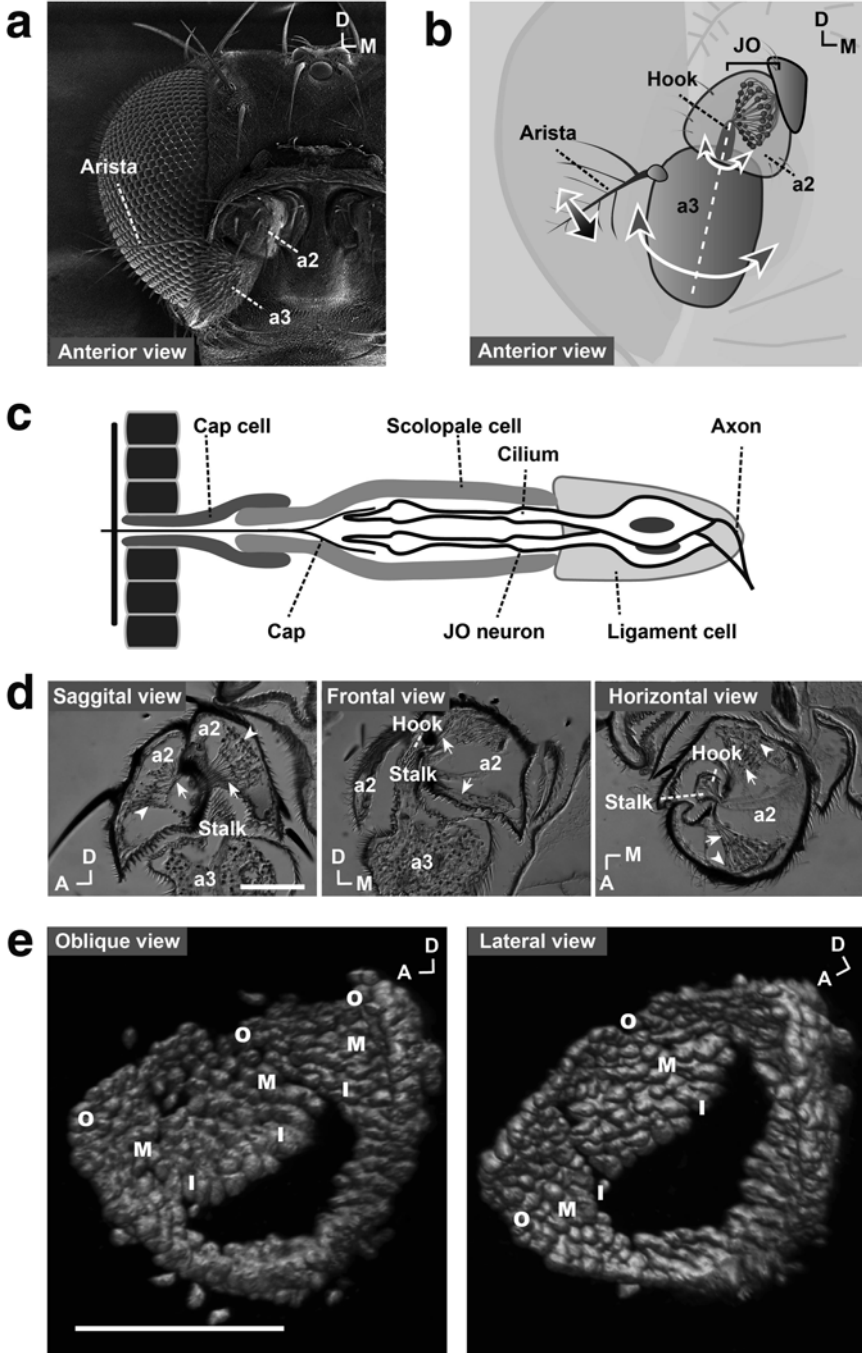 a
D
M
Arista
a2
a3
Anterior view
b
D
M
JO
Hook
Arista
a2
a3
Anterior view
c
Cap cell
Scolopale cell
Cilium
Axon
Cap
JO neuron
Ligament cell
d
Saggital view
a2
a2
Stalk
a3
D
A
Frontal view
Hook
a2
Stalk
a2
a3
D
M
Horizontal view
Hook
Stalk
a2
M
A
e
Oblique view
D
A
O
O
M
M
I
O
M
I
I
Lateral view
D
A
O
M
I
I
M
O